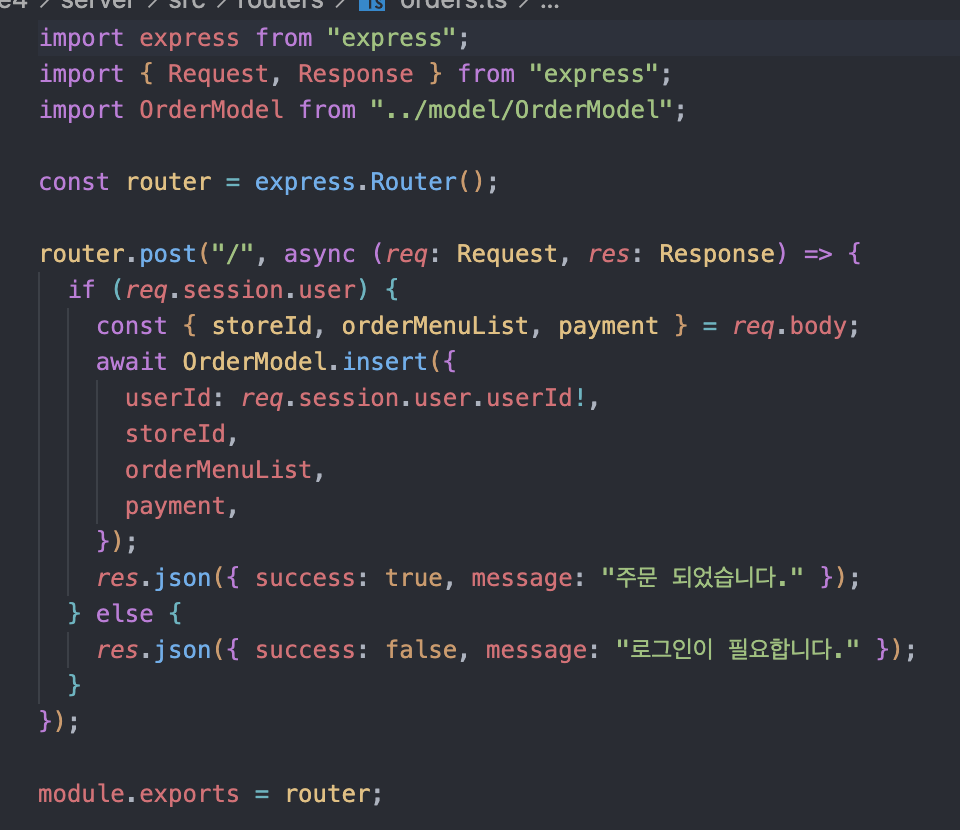 server > src > routers > TS orders.ts > ...
import express from "express";
import { Request, Response } from "express";
import OrderModel from "../model/OrderModel";
const router = express.Router();
router.post("/", async (req: Request, res: Response) => {
if (req.session.user) {
const { storeId, orderMenuList, payment } = req.body;
await OrderModel.insert({
userId: req.session.user.userId!,
storeId,
orderMenuList,
payment,
});
res.json({ success: true, message: "주문 되었습니다." });
} else {
res.json({ success: false, message: "로그인이 필요합니다." });
}
});
module.exports = router;